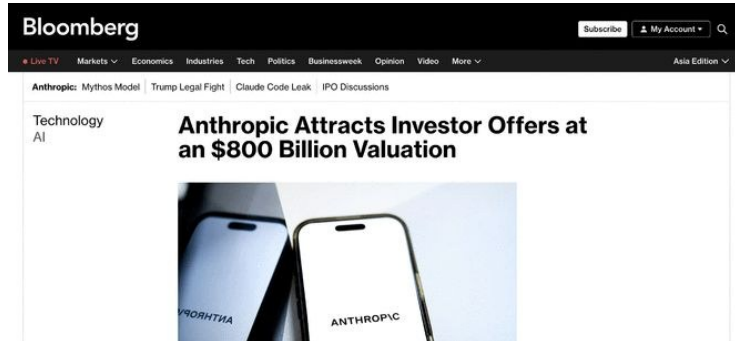 Bloomberg
Subscribe My Account
Live TV Markets Economics Industries Tech Politics Businessweek Opinion Video More Asia Edition
Anthropic: Mythos Model Trump Legal Fight Claude Code Leak IPO Discussions
Technology
AI
Anthropic Attracts Investor Offers at
an $800 Billion Valuation
ANTHROP\C
ANTHROP\C